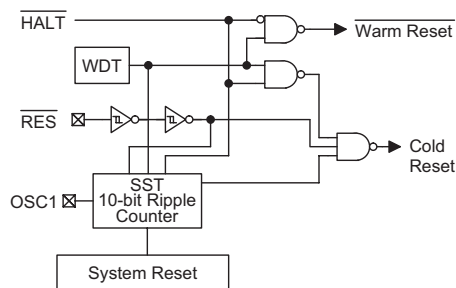 HALT
Warm Reset
WDT
RES
Cold
Reset
SST
10-bit Ripple
Counter
OSC1
System Reset